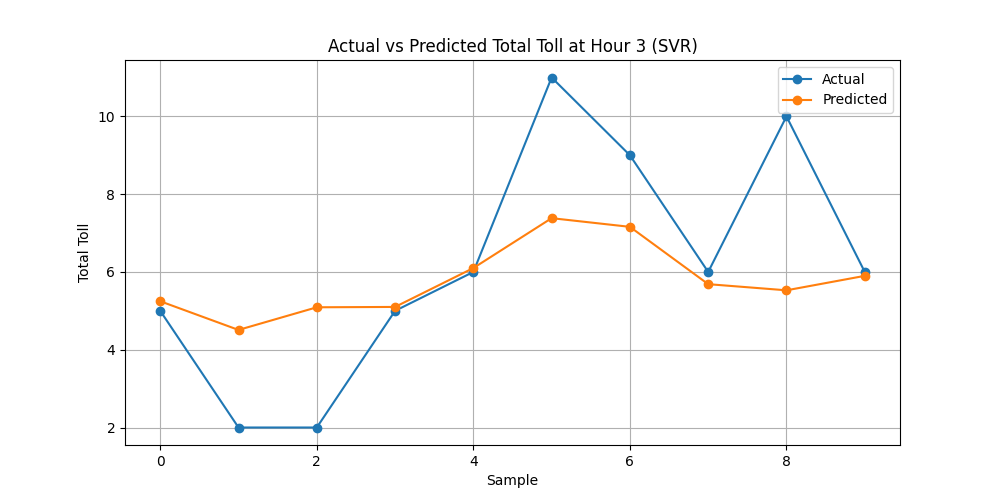 Actual vs Predicted Total Toll at Hour 3 (SVR)
Actual
Predicted
Total Toll
10
8
6
4
2
0 2 4 6 8
Sample